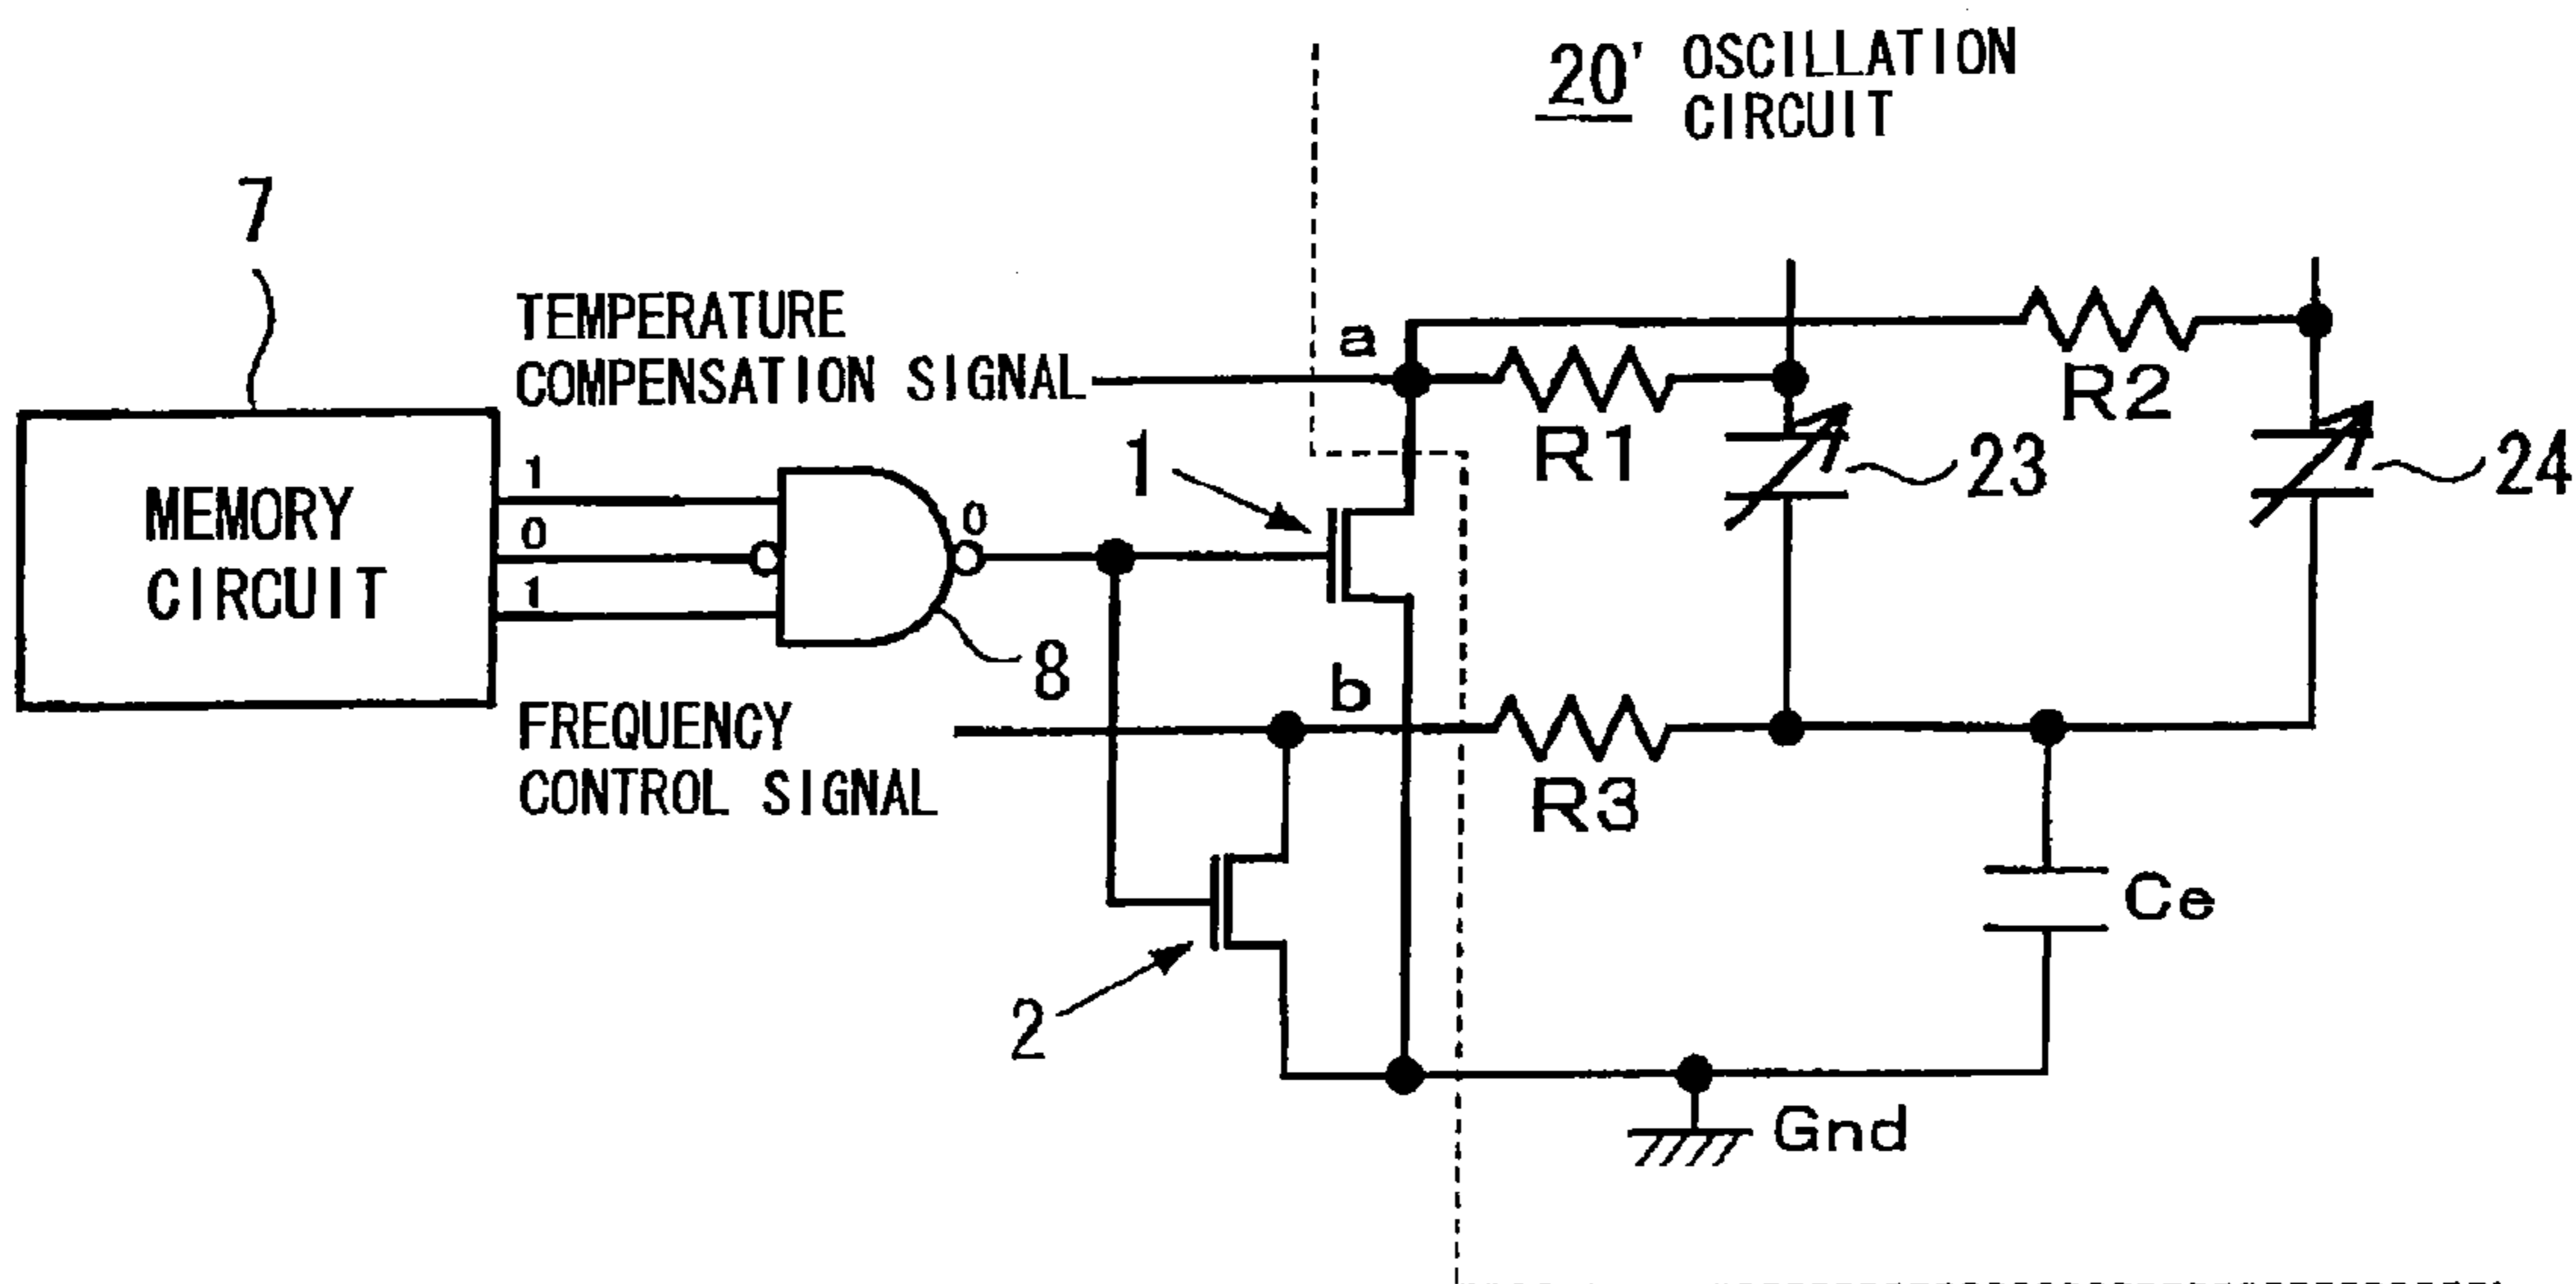 20' OSCILLATION
CIRCUIT
7
TEMPERATURE
COMPENSATION SIGNAL
a
R1
R2
23
24
MEMORY
CIRCUIT
1
0
1
0
8
1
FREQUENCY
CONTROL SIGNAL
b
R3
2
Ce
Gnd